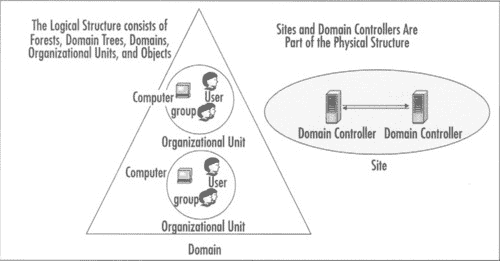 The Logical Structure consists of
Forests, Domain Trees, Domains,
Organizational Units, and Objects
Computer
User
group
Organizational Unit
Computer
User
group
Organizational Unit
Domain
Sites and Domain Controllers Are
Part of the Physical Structure
Domain Controller
Domain Controller
Site